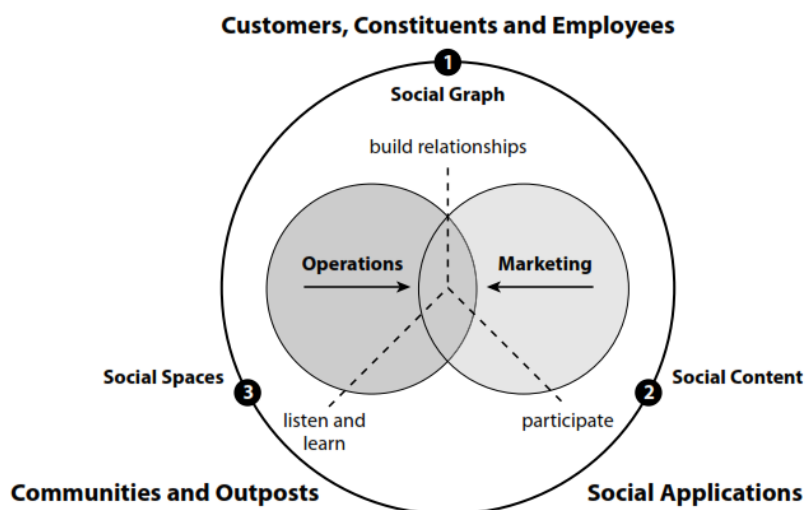 Customers, Constituents and Employees
1
Social Graph
build relationships
Operations
Marketing
Social Spaces
3
2
Social Content
listen and
learn
participate
Communities and Outposts
Social Applications